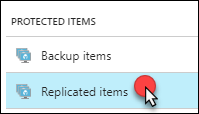 PROTECTED ITEMS
Backup items
Replicated items